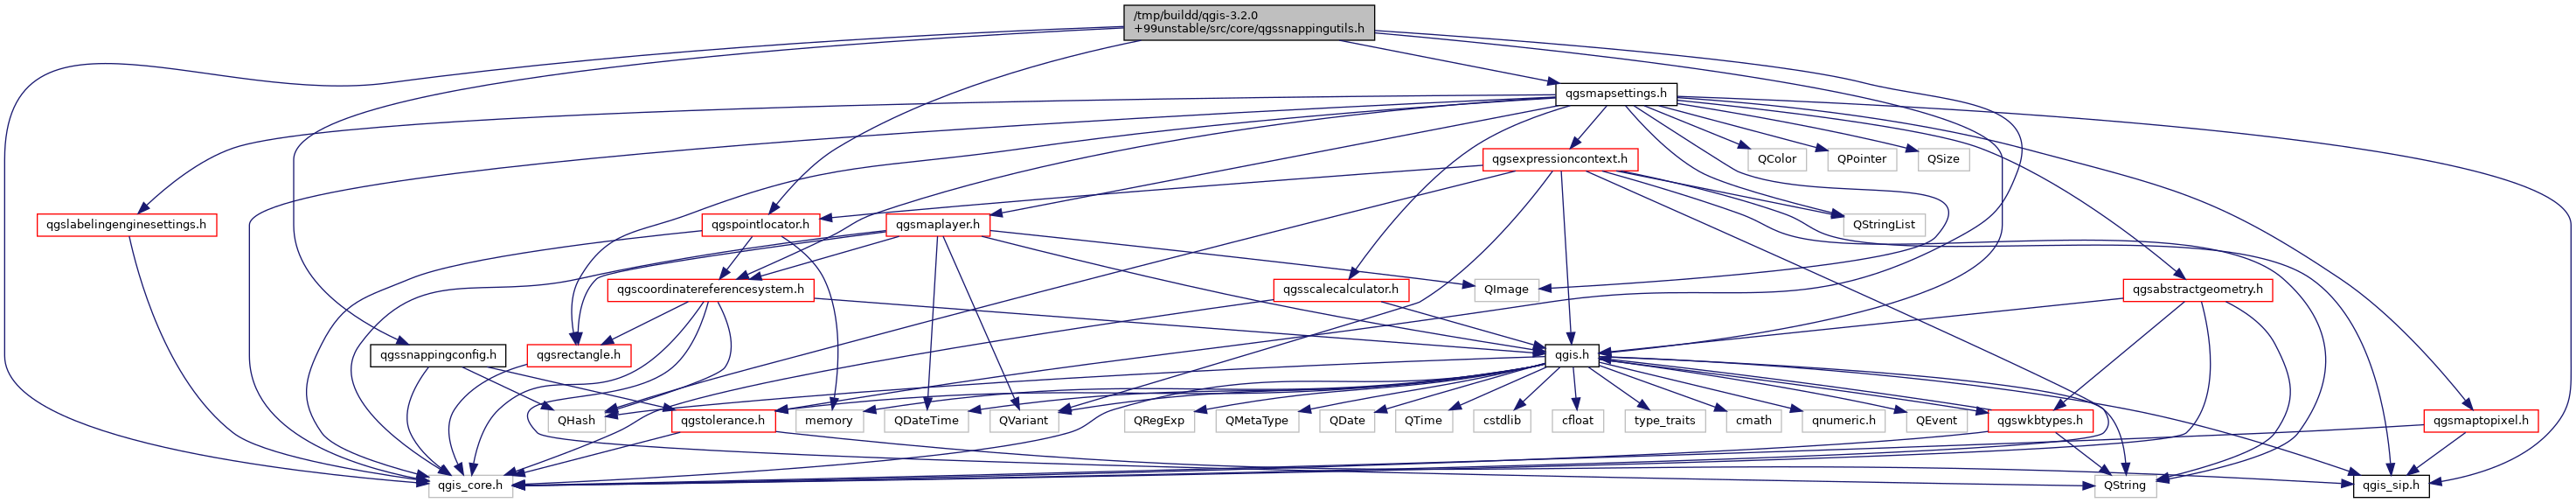 /tmp/buildd/qgis-3.2.0
+99unstable/src/core/qgssnappingutils.h
qgsmapsettings.h
qgsexpressioncontext.h
QColor
QPointer
QSize
qgslabelingenginesettings.h
qgspointlocator.h
qgsmaplayer.h
QStringList
qgscoordinatereferencesystem.h
qgsscalecalculator.h
QImage
qgsabstractgeometry.h
qgssnappingconfig.h
qgsrectangle.h
qgis.h
QHash
qgstolerance.h
memory
QDateTime
QVariant
QRegExp
QMetaType
QDate
QTime
cstdlib
cfloat
type_traits
cmath
qnumeric.h
QEvent
qgswkbtypes.h
qgsmaptopixel.h
qgis_core.h
QString
qgis_sip.h